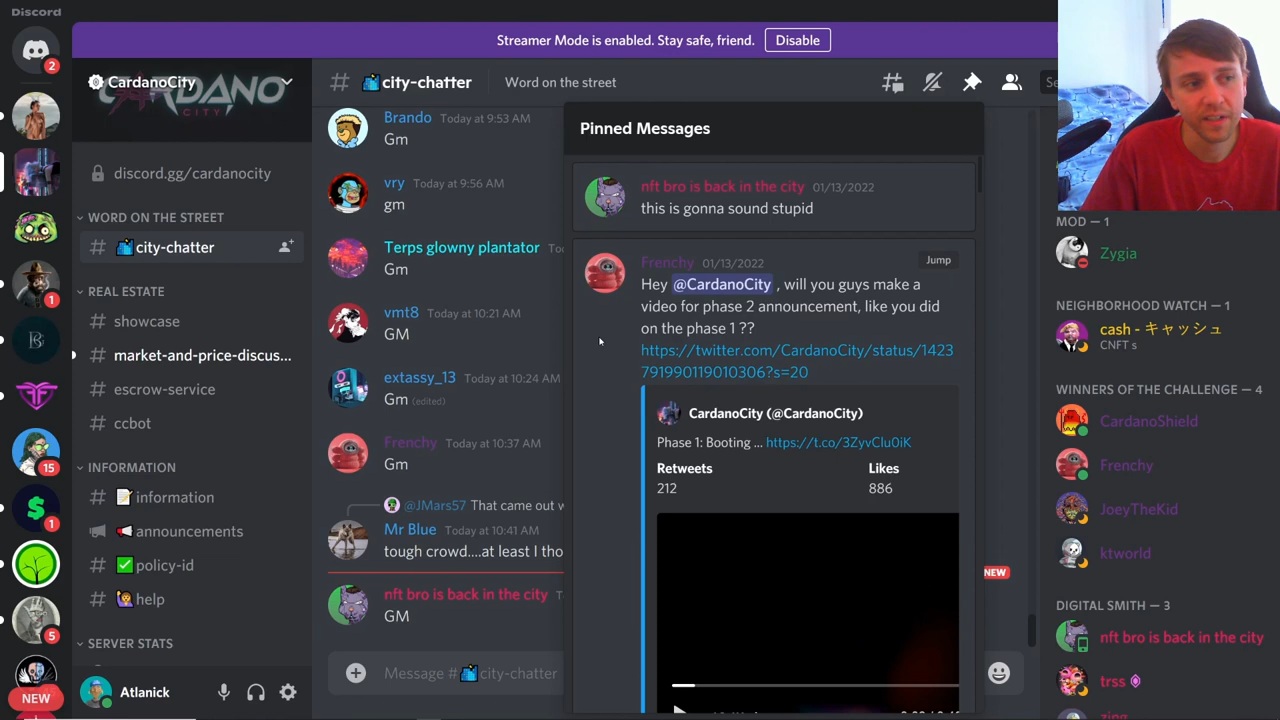 Discord
Streamer Mode is enabled. Stay safe, friend.
Disable
2
1
15
1
5
NEW
CardanoCity
CARDANO
CITY
discord.gg/cardanocity
WORD ON THE STREET
# city-chatter
REAL ESTATE
# showcase
# market-and-price-discus...
# escrow-service
# ccbot
INFORMATION
# information
announcements
# policy-id
# help
SERVER STATS
Atlanick
# city-chatter
Word on the street
Se
Brando Today at 9:53 AM
Gm
vry Today at 9:56 AM
gm
Terps glowny plantator
Gm
vmt8 Today at 10:21 AM
GM
extassy_13 Today at 10:24 AM
Gm (edited)
Frenchy Today at 10:37 AM
Gm
@JMars57 That came out w
Mr Blue Today at 10:41 AM
tough crowd....at least I tho
NEW
nft bro is back in the city
GM
Message # city-chatter
Pinned Messages
nft bro is back in the city 01/13/2022
this is gonna sound stupid
Frenchy 01/13/2022
Jump
Hey @CardanoCity , will you guys make a
video for phase 2 announcement, like you did
on the phase 1 ??
https://twitter.com/CardanoCity/status/1423
791990119010306?s=20
CardanoCity (@CardanoCity)
Phase 1: Booting ... https://t.co/3ZyvClu0iK
Retweets Likes
212 886
MOD — 1
Zygia
NEIGHBORHOOD WATCH — 1
cash - キャッシュ
CNFT s
WINNERS OF THE CHALLENGE — 4
CardanoShield
Frenchy
JoeyTheKid
ktworld
DIGITAL SMITH — 3
nft bro is back in the city
trss